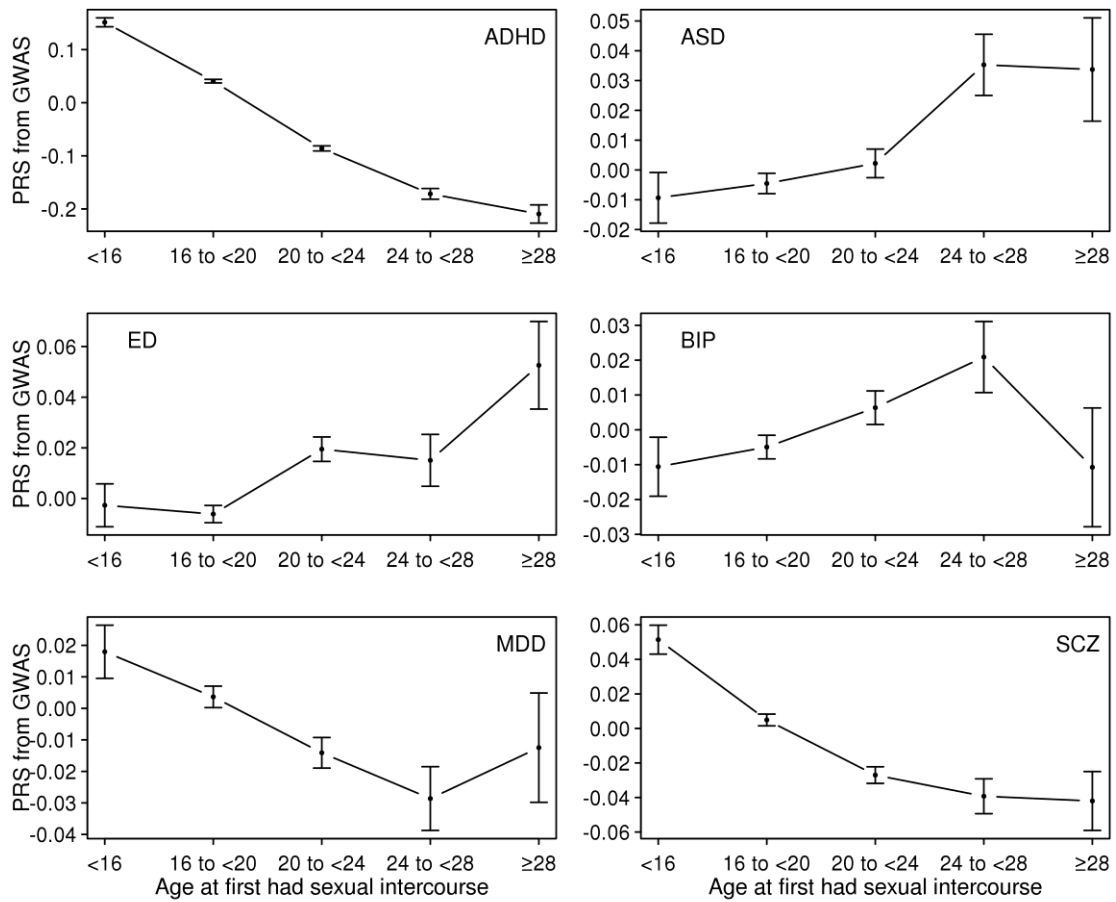 PRS from GWAS
ADHD
0.1
0.0
-0.1
-0.2
<16 16 to <20 20 to <24 24 to <28 ≥28
ASD
0.05
0.04
0.03
0.02
0.01
0.00
-0.01
-0.02
<16 16 to <20 20 to <24 24 to <28 ≥28
PRS from GWAS
ED
0.06
0.04
0.02
0.00
<16 16 to <20 20 to <24 24 to <28 ≥28
BIP
0.03
0.02
0.01
0.00
-0.01
-0.02
-0.03
<16 16 to <20 20 to <24 24 to <28 ≥28
PRS from GWAS
MDD
0.02
0.01
0.00
-0.01
-0.02
-0.03
-0.04
<16 16 to <20 20 to <24 24 to <28 ≥28
Age at first had sexual intercourse
SCZ
0.06
0.04
0.02
0.00
-0.02
-0.04
-0.06
<16 16 to <20 20 to <24 24 to <28 ≥28
Age at first had sexual intercourse